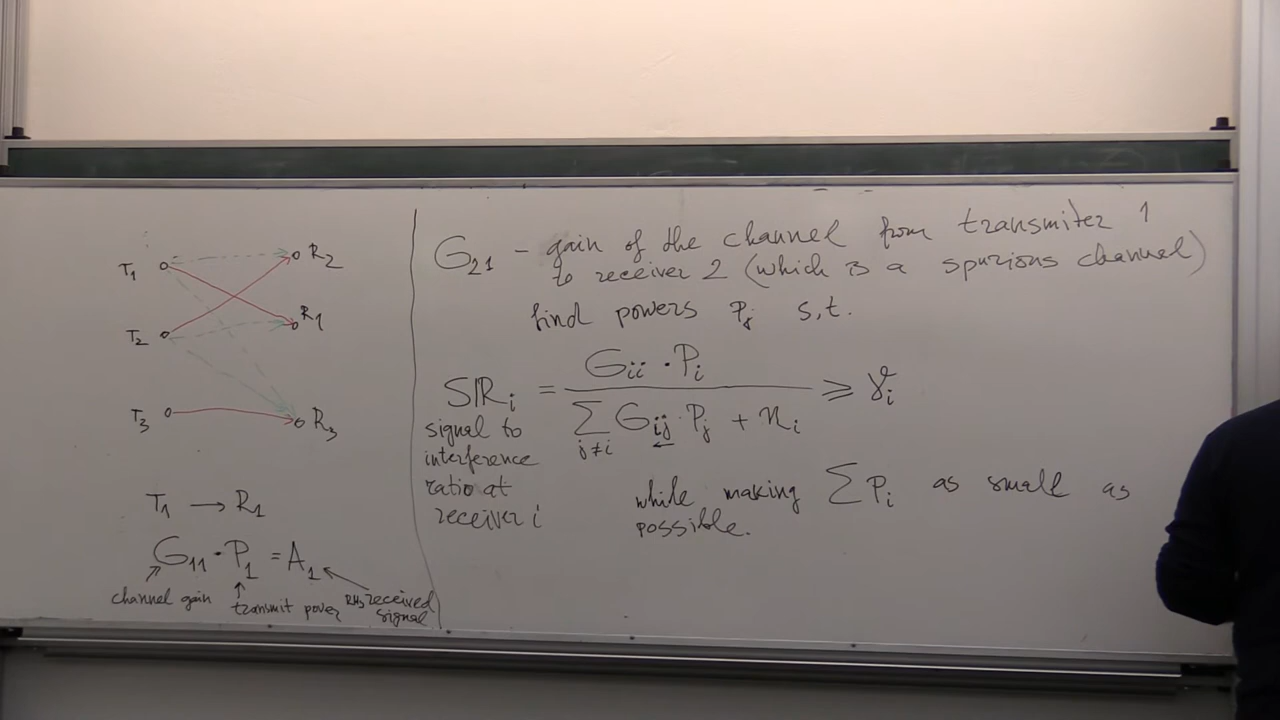 T1
R2
R1
T2
T3
R3
T1 → R1
G11 · P1 = A1
channel gain
transmit power
RMS received
signal
G21 – gain of the channel from transmiter 1
to receiver 2 (which is a spurious channel)
find powers Pj s.t.
SIRi = Gii · Pi / (∑j≠i Gij · Pj + ni) ≥ γi
signal to
interference
ratio at
receiver i
while making ∑ Pi as small as
possible.